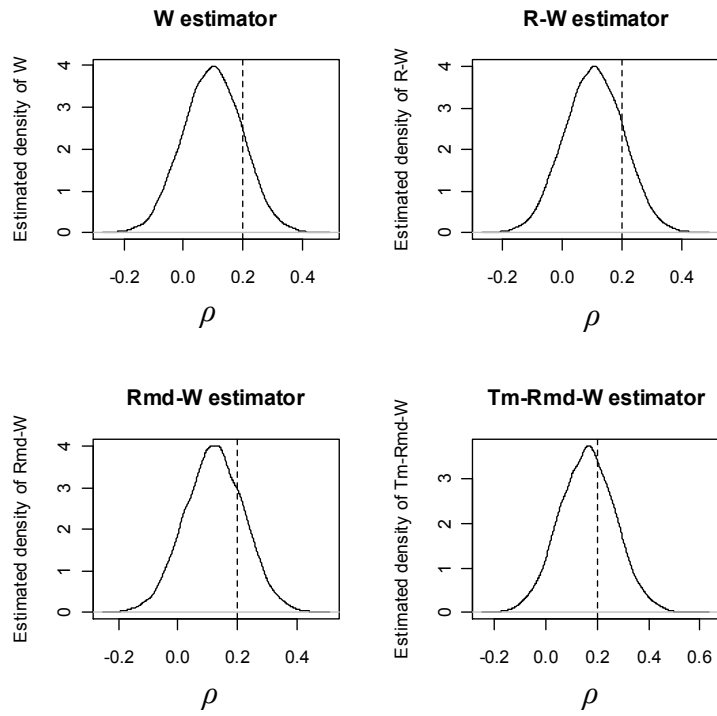 W estimator
Estimated density of W
4
3
2
1
0
-0.2 0.0 0.2 0.4
ρ
R-W estimator
Estimated density of R-W
4
3
2
1
0
-0.2 0.0 0.2 0.4
ρ
Rmd-W estimator
Estimated density of Rmd-W
4
3
2
1
0
-0.2 0.0 0.2 0.4
ρ
Tm-Rmd-W estimator
Estimated density of Tm-Rmd-W
3
2
1
0
-0.2 0.0 0.2 0.4 0.6
ρ